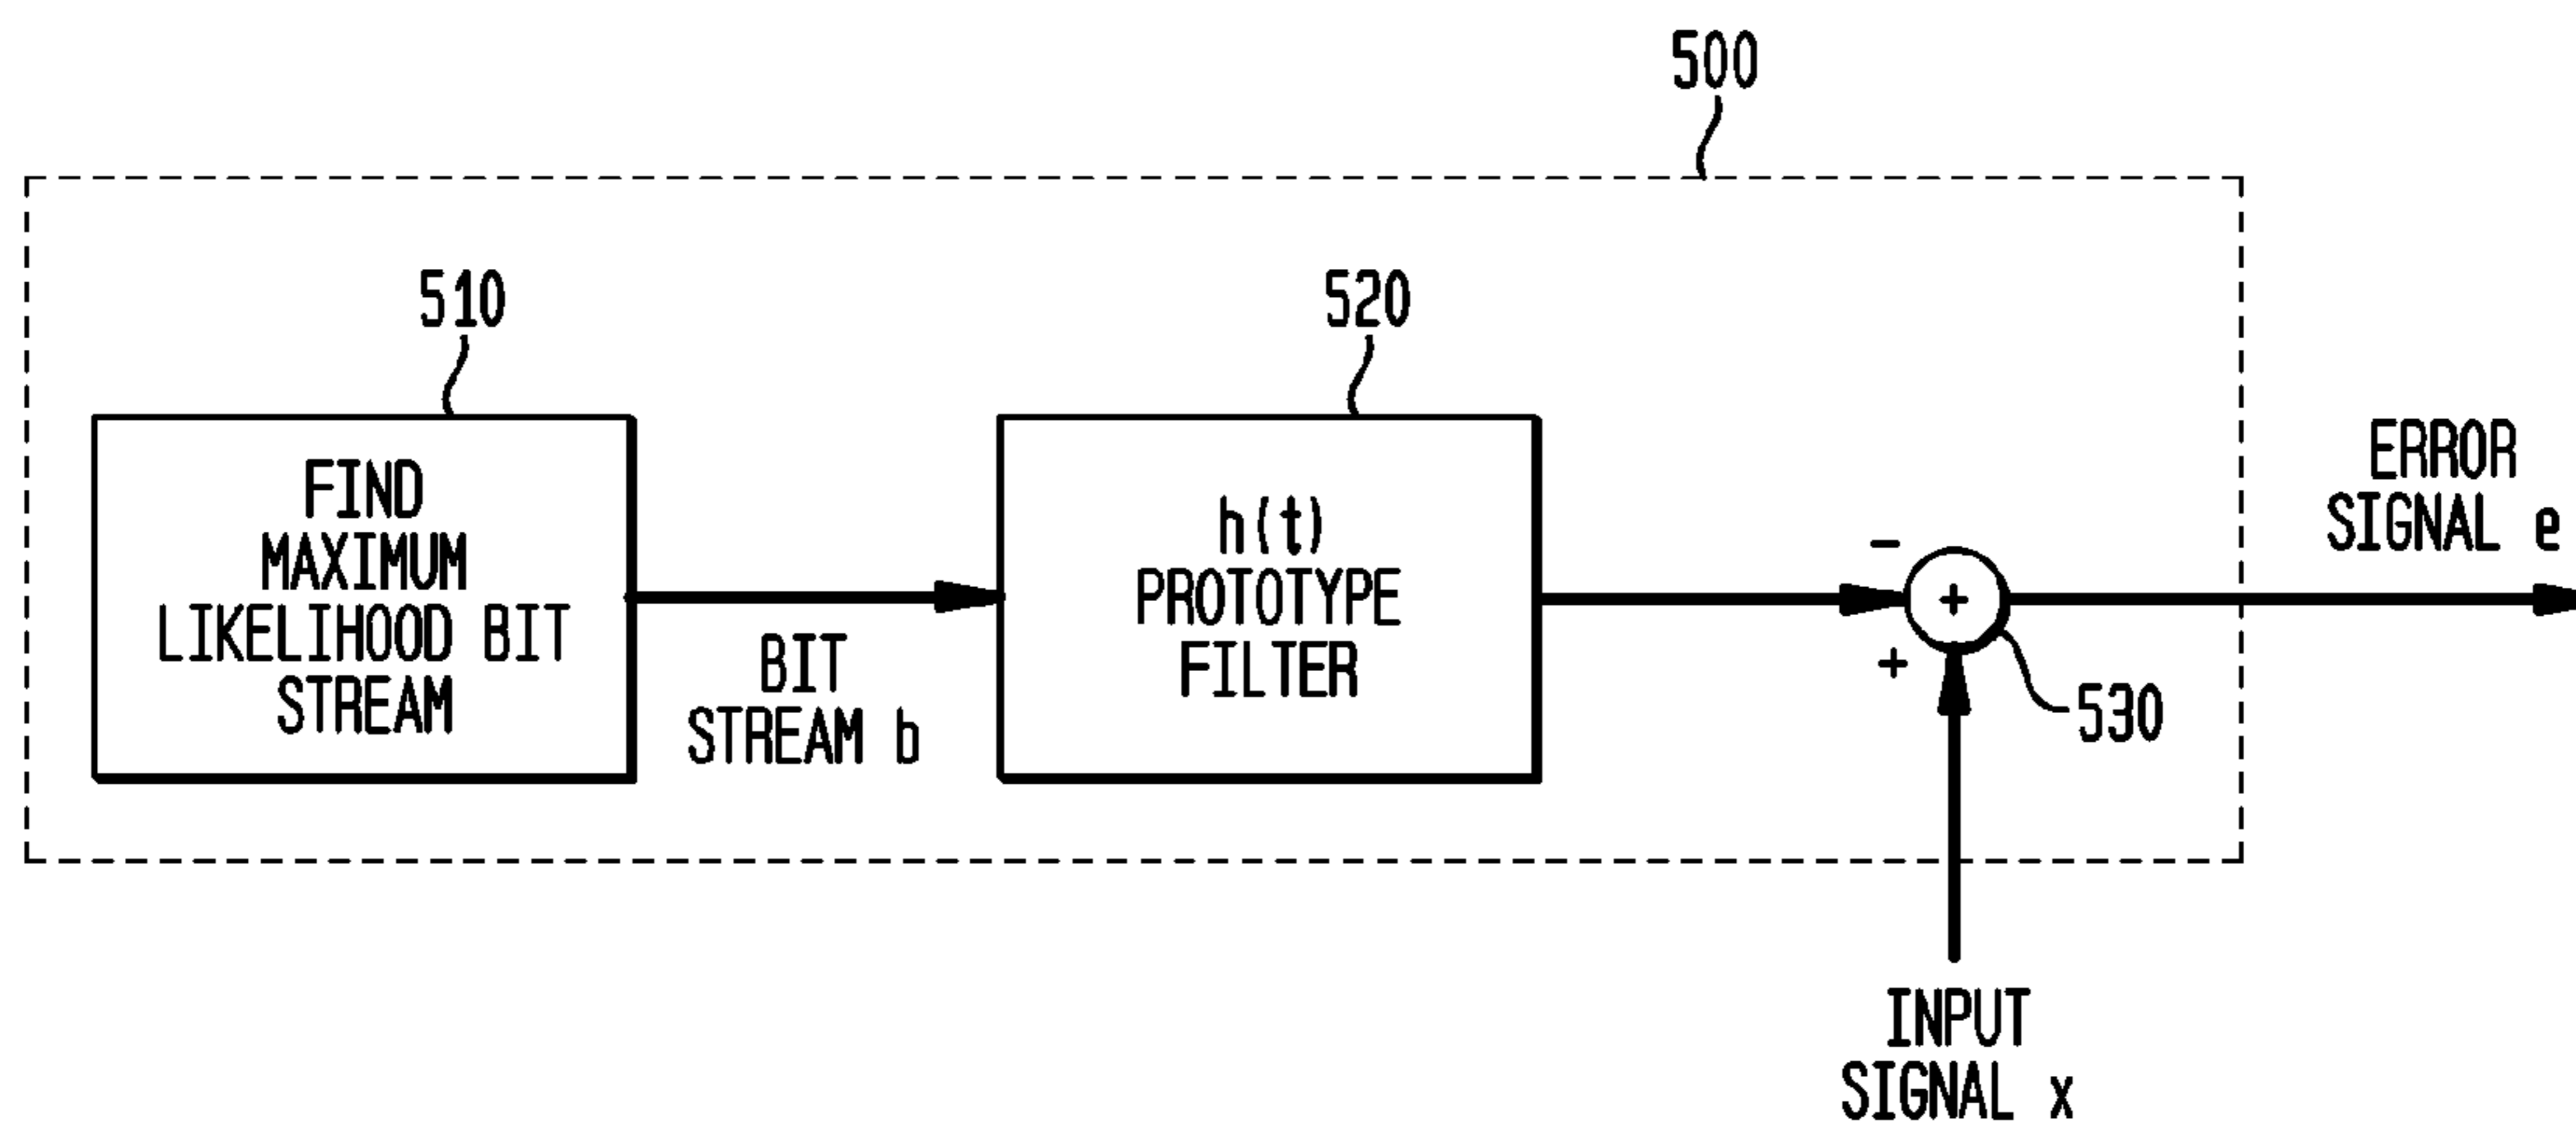 500
510
520
FIND
MAXIMUM
LIKELIHOOD BIT
STREAM
BIT
STREAM b
h(t)
PROTOTYPE
FILTER
-
+
+
530
ERROR
SIGNAL e
INPUT
SIGNAL x